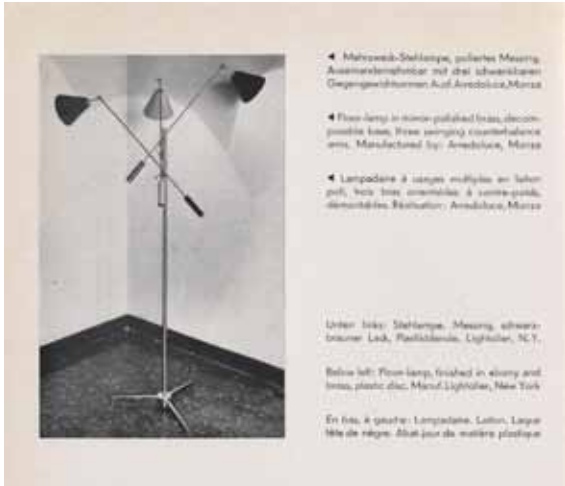 ◄ Mehrzweck-Stehlampe, poliertes Messing.
Auseinandernehmbar mit drei schwenkbaren
Gegengewichtsarmen. Ausf. Arredoluce, Monza
◄ Floor-lamp in mirror-polished brass, decom-
posable base, three swinging counterbalance
arms. Manufactured by: Arredoluce, Monza
◄ Lampadaire à usages multiples en laiton
poli, trois bras orientables à contre-poids,
démontables. Réalisation: Arredoluce, Monza
Unten links: Stehlampe. Messing, schwarz-
brauner Lack, Plastikblende. Lightolier, N.Y.
Below left: Floor-lamp, finished in ebony and
brass, plastic disc. Manuf. Lightolier, New York
En bas, à gauche: Lampadaire. Laiton. Laque
tête de nègre. Abat-jour de matière plastique